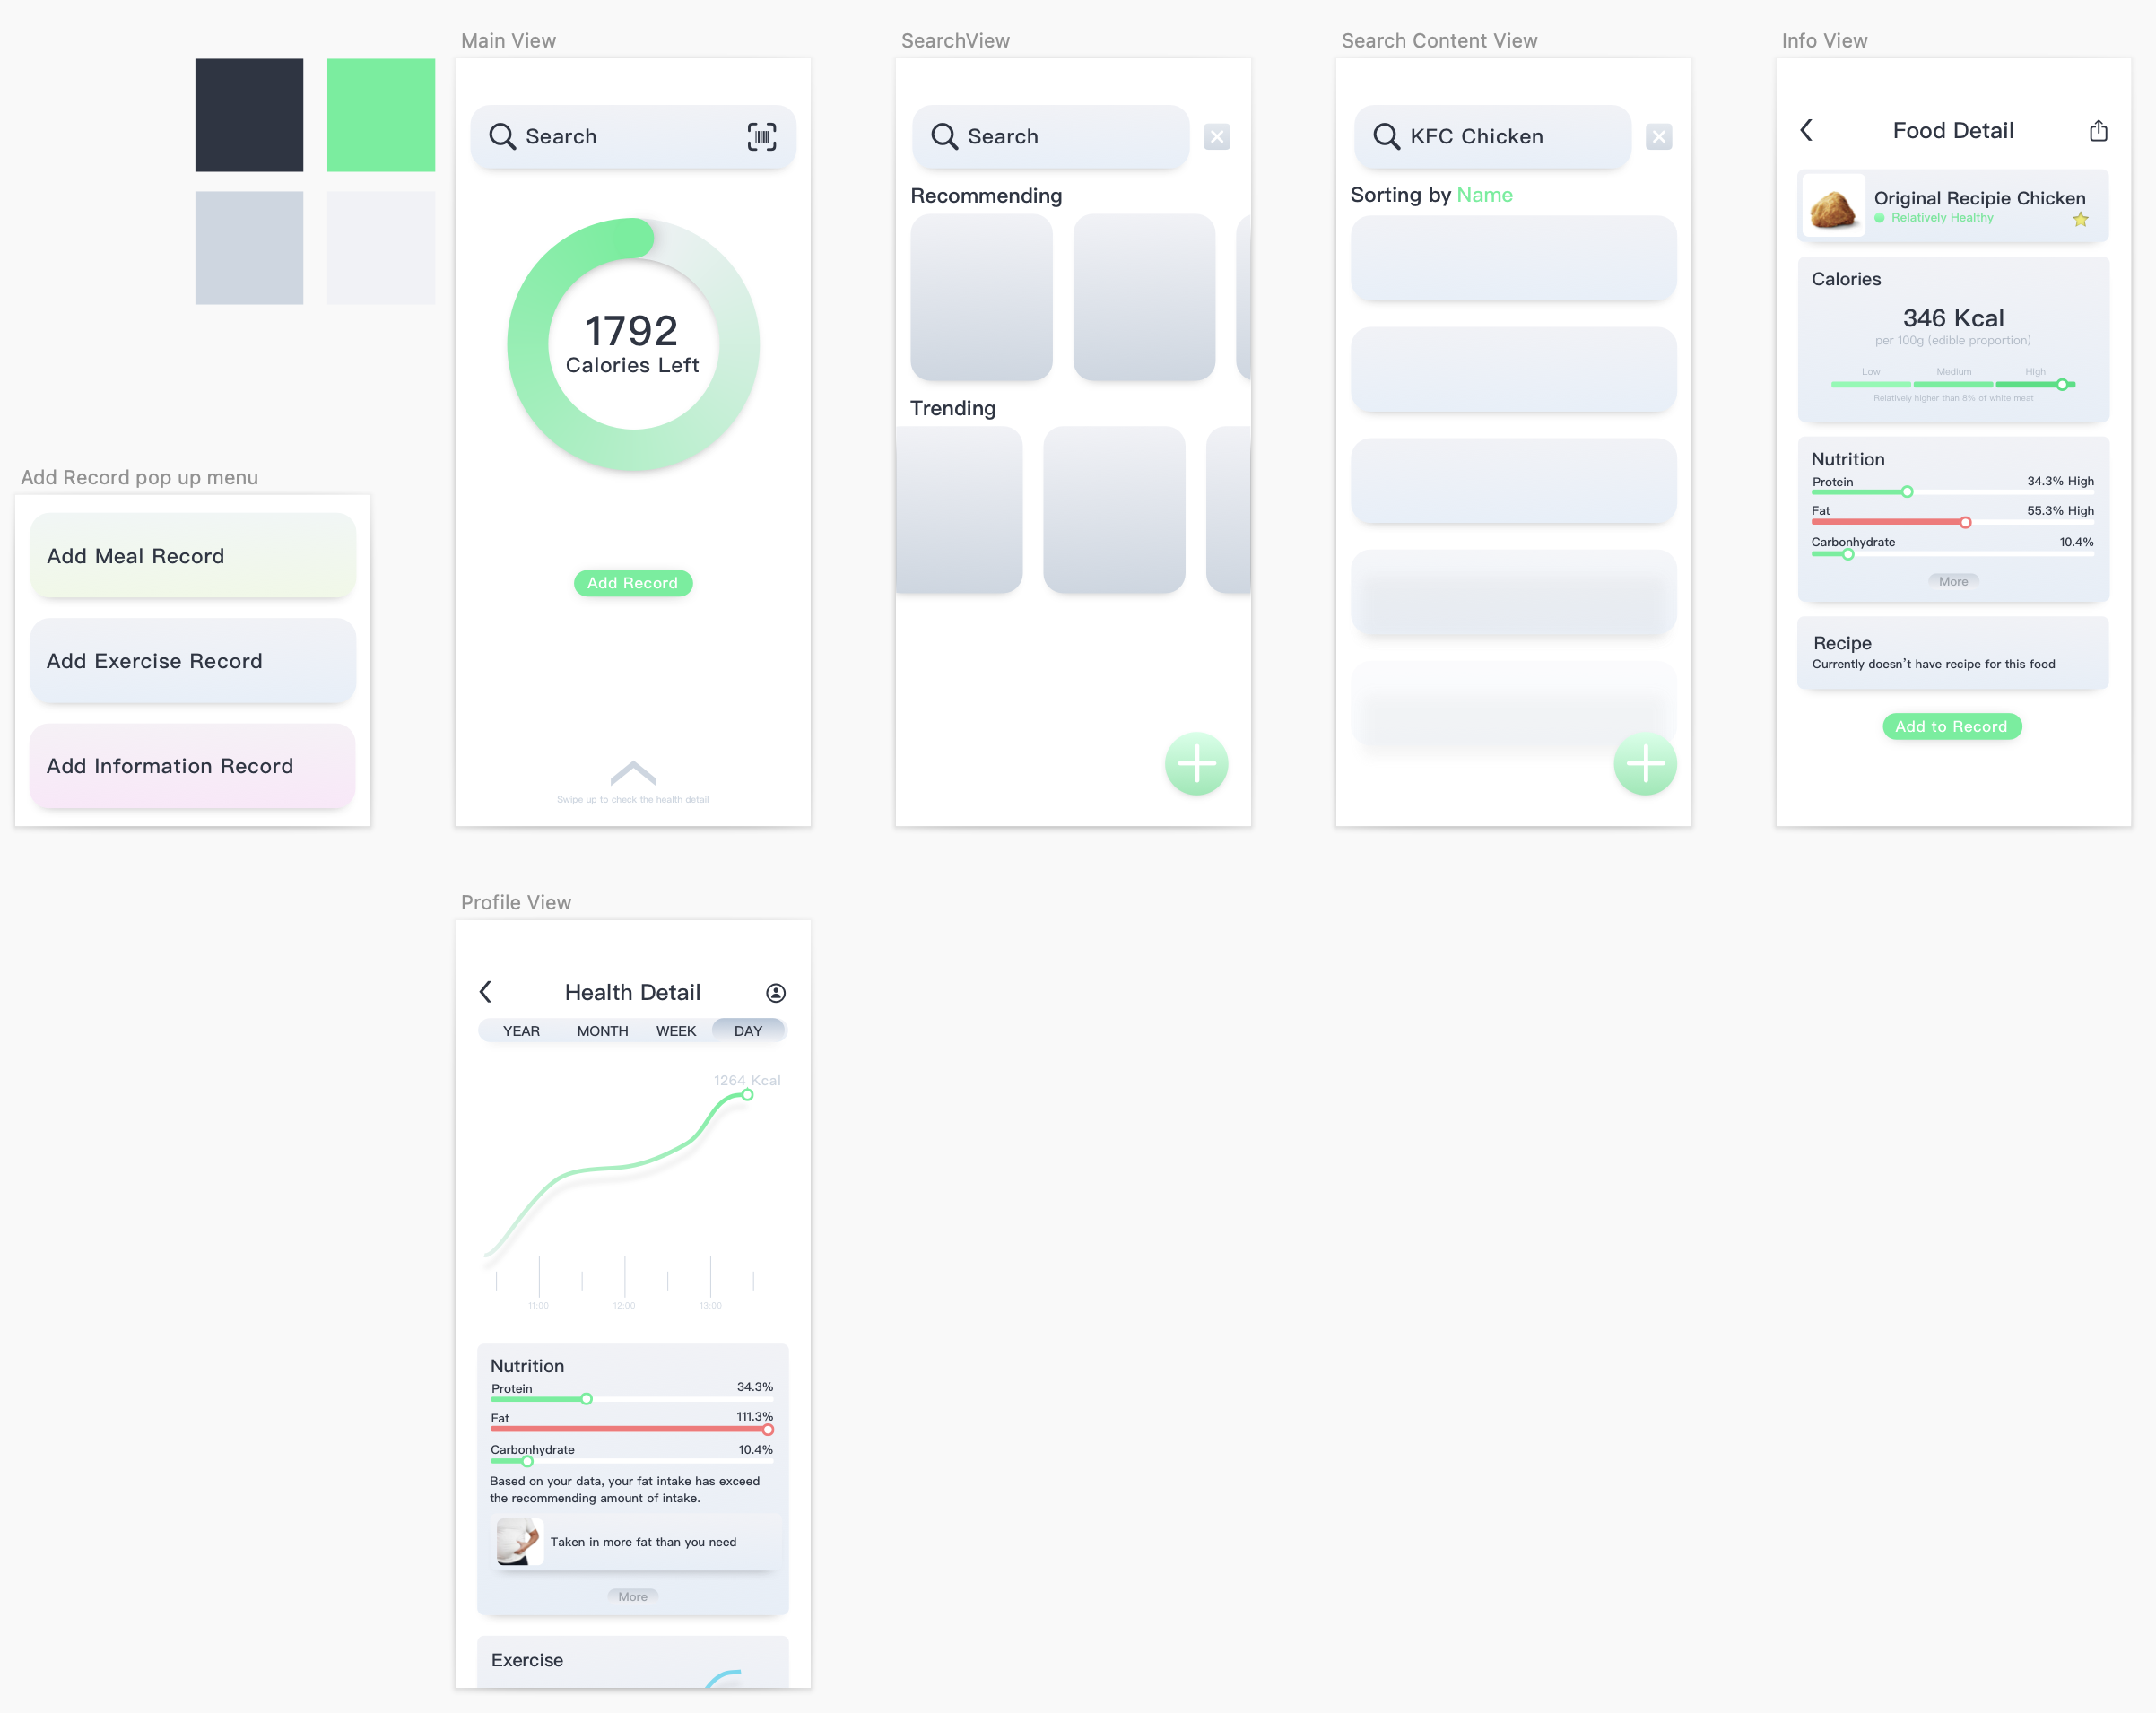 Main View
Search
1792
Calories Left
Add Record
Swipe up to check the health detail
SearchView
Search
Recommending
Trending
Search Content View
KFC Chicken
Sorting by Name
Info View
Food Detail
Original Recipie Chicken
Relatively Healthy
Calories
346 Kcal
per 100g (edible proportion)
Low Medium High
Relatively higher than 8% of white meat
Nutrition
Protein 34.3% High
Fat 55.3% High
Carbonhydrate 10.4%
More
Recipe
Currently doesn't have recipe for this food
Add to Record
Add Record pop up menu
Add Meal Record
Add Exercise Record
Add Information Record
Profile View
Health Detail
YEAR MONTH WEEK DAY
1264 Kcal
11:00 12:00 13:00
Nutrition
Protein 34.3%
Fat 111.3%
Carbonhydrate 10.4%
Based on your data, your fat intake has exceed
the recommending amount of intake.
Taken in more fat than you need
More
Exercise